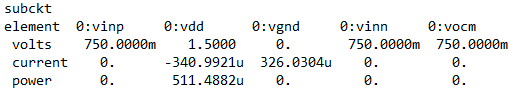 subckt
element  0:vinp     0:vdd      0:vgnd     0:vinn     0:vocm
 volts   750.0000m    1.5000     0.       750.0000m  750.0000m
 current   0.      -340.9921u  326.0304u    0.         0.
 power     0.       511.4882u    0.         0.         0.